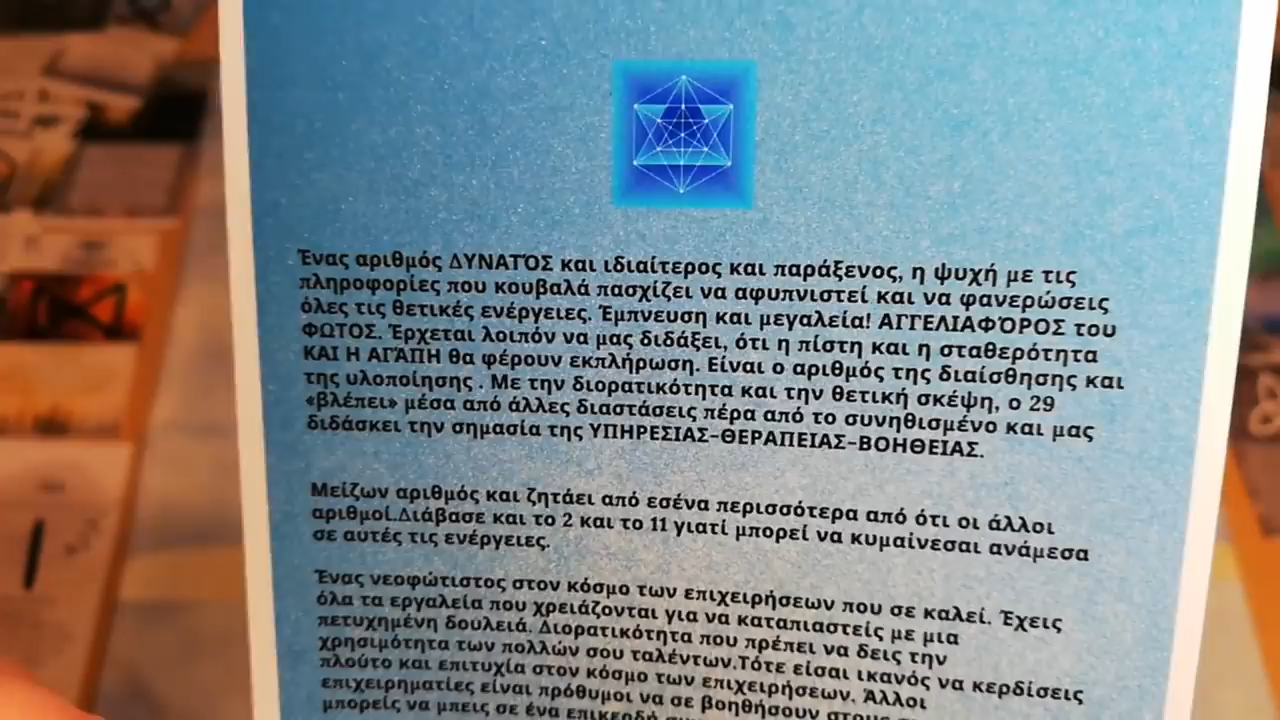 Ένας αριθμός ΔΥΝΑΤΌΣ και ιδιαίτερος και παράξενος, η ψυχή με τις
πληροφορίες που κουβαλά πασχίζει να αφυπνιστεί και να φανερώσεις
όλες τις θετικές ενέργειες. Έμπνευση και μεγαλεία! ΑΓΓΕΛΙΑΦΌΡΟΣ του
ΦΩΤΟΣ. Έρχεται λοιπόν να μας διδάξει, ότι η πίστη και η σταθερότητα
ΚΑΙ Η ΑΓΆΠΗ θα φέρουν εκπλήρωση. Είναι ο αριθμός της διαίσθησης και
της υλοποίησης . Με την διορατικότητα και την θετική σκέψη, ο 29
«βλέπει» μέσα από άλλες διαστάσεις πέρα από το συνηθισμένο και μας
διδάσκει την σημασία της ΥΠΗΡΕΣΙΑΣ-ΘΕΡΑΠΕΙΑΣ-ΒΟΗΘΕΙΑΣ.
Μείζων αριθμός και ζητάει από εσένα περισσότερα από ότι οι άλλοι
αριθμοί.Διάβασε και το 2 και το 11 γιατί μπορεί να κυμαίνεσαι ανάμεσα
σε αυτές τις ενέργειες.
Ένας νεοφώτιστος στον κόσμο των επιχειρήσεων που σε καλεί. Έχεις
όλα τα εργαλεία που χρειάζονται για να καταπιαστείς με μια
πετυχημένη δουλειά. Διορατικότητα που πρέπει να δεις την
χρησιμότητα των πολλών σου ταλέντων.Τότε είσαι ικανός να κερδίσεις
πλούτο και επιτυχία στον κόσμο των επιχειρήσεων. Άλλοι
επιχειρηματίες είναι πρόθυμοι να σε βοηθήσουν
μπορείς να μπεις σε ένα επικερδή